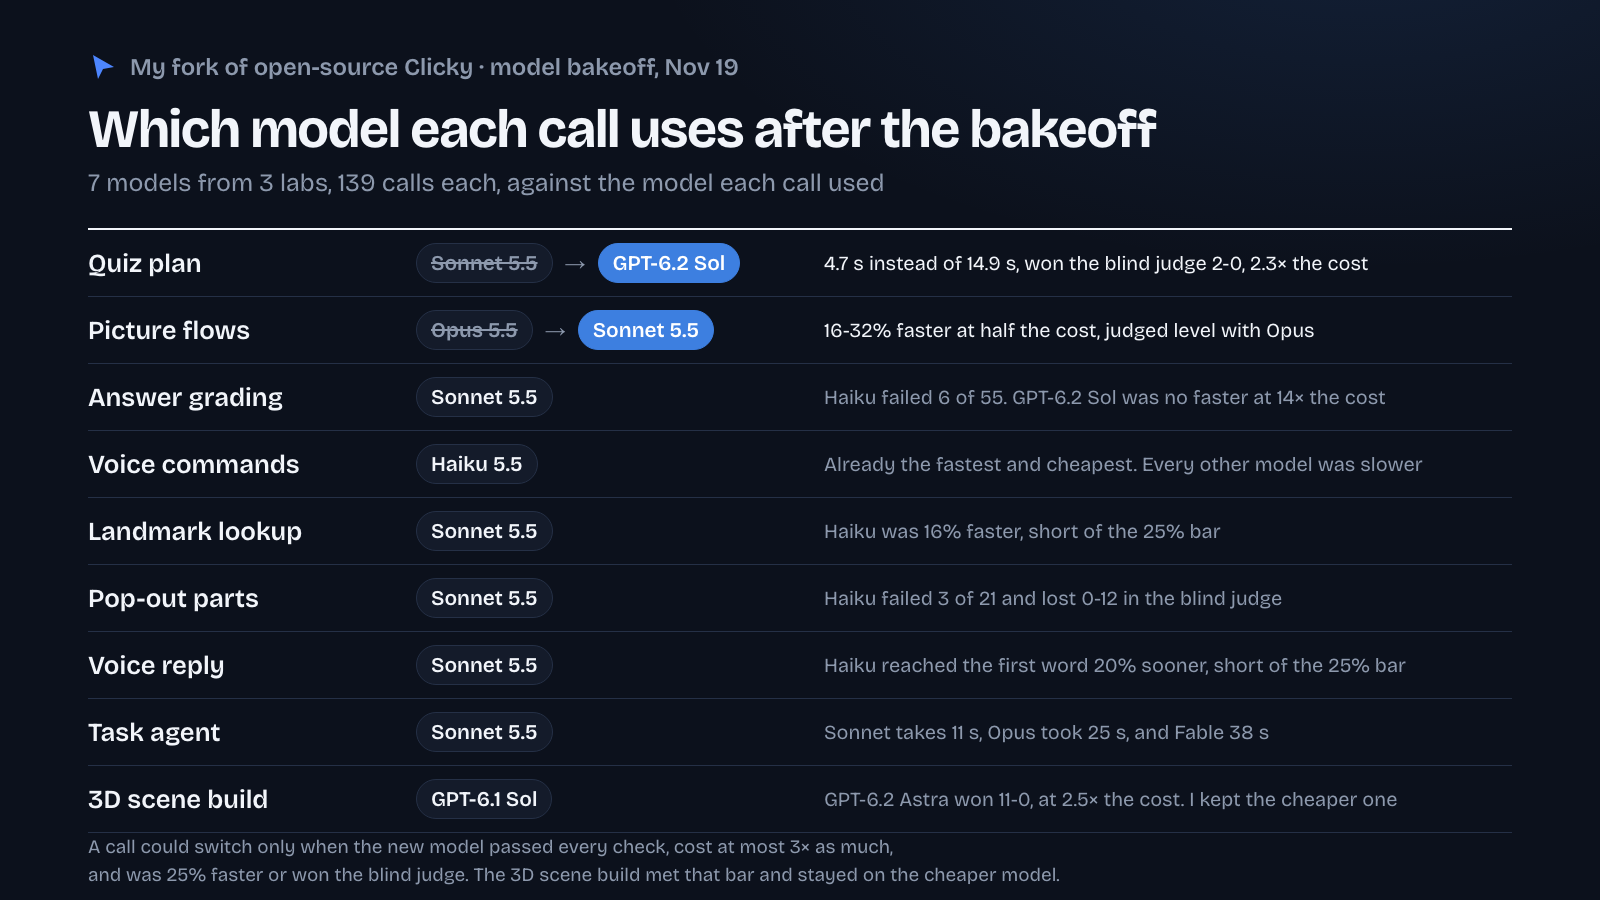 My fork of open-source Clicky · model bakeoff, Nov 19
Which model each call uses after the bakeoff
7 models from 3 labs, 139 calls each, against the model each call used
Quiz plan Sonnet 5.5 → GPT-6.2 Sol 4.7 s instead of 14.9 s, won the blind judge 2-0, 2.3× the cost
Picture flows Opus 5.5 → Sonnet 5.5 16-32% faster at half the cost, judged level with Opus
Answer grading Sonnet 5.5 Haiku failed 6 of 55. GPT-6.2 Sol was no faster at 14× the cost
Voice commands Haiku 5.5 Already the fastest and cheapest. Every other model was slower
Landmark lookup Sonnet 5.5 Haiku was 16% faster, short of the 25% bar
Pop-out parts Sonnet 5.5 Haiku failed 3 of 21 and lost 0-12 in the blind judge
Voice reply Sonnet 5.5 Haiku reached the first word 20% sooner, short of the 25% bar
Task agent Sonnet 5.5 Sonnet takes 11 s, Opus took 25 s, and Fable 38 s
3D scene build GPT-6.1 Sol GPT-6.2 Astra won 11-0, at 2.5× the cost. I kept the cheaper one
A call could switch only when the new model passed every check, cost at most 3× as much,
and was 25% faster or won the blind judge. The 3D scene build met that bar and stayed on the cheaper model.